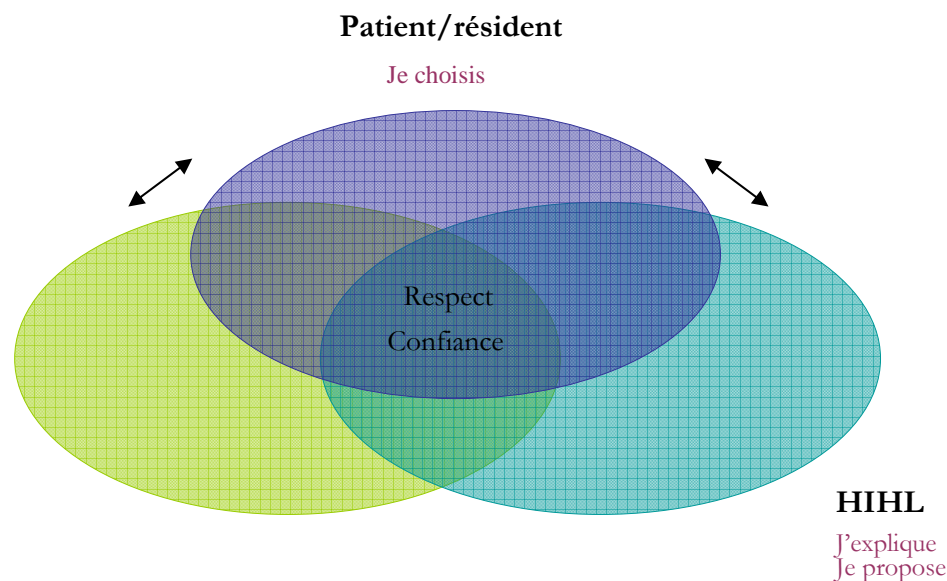 Patient/résident
Je choisis
Respect
Confiance
HIHL
J'explique
Je propose